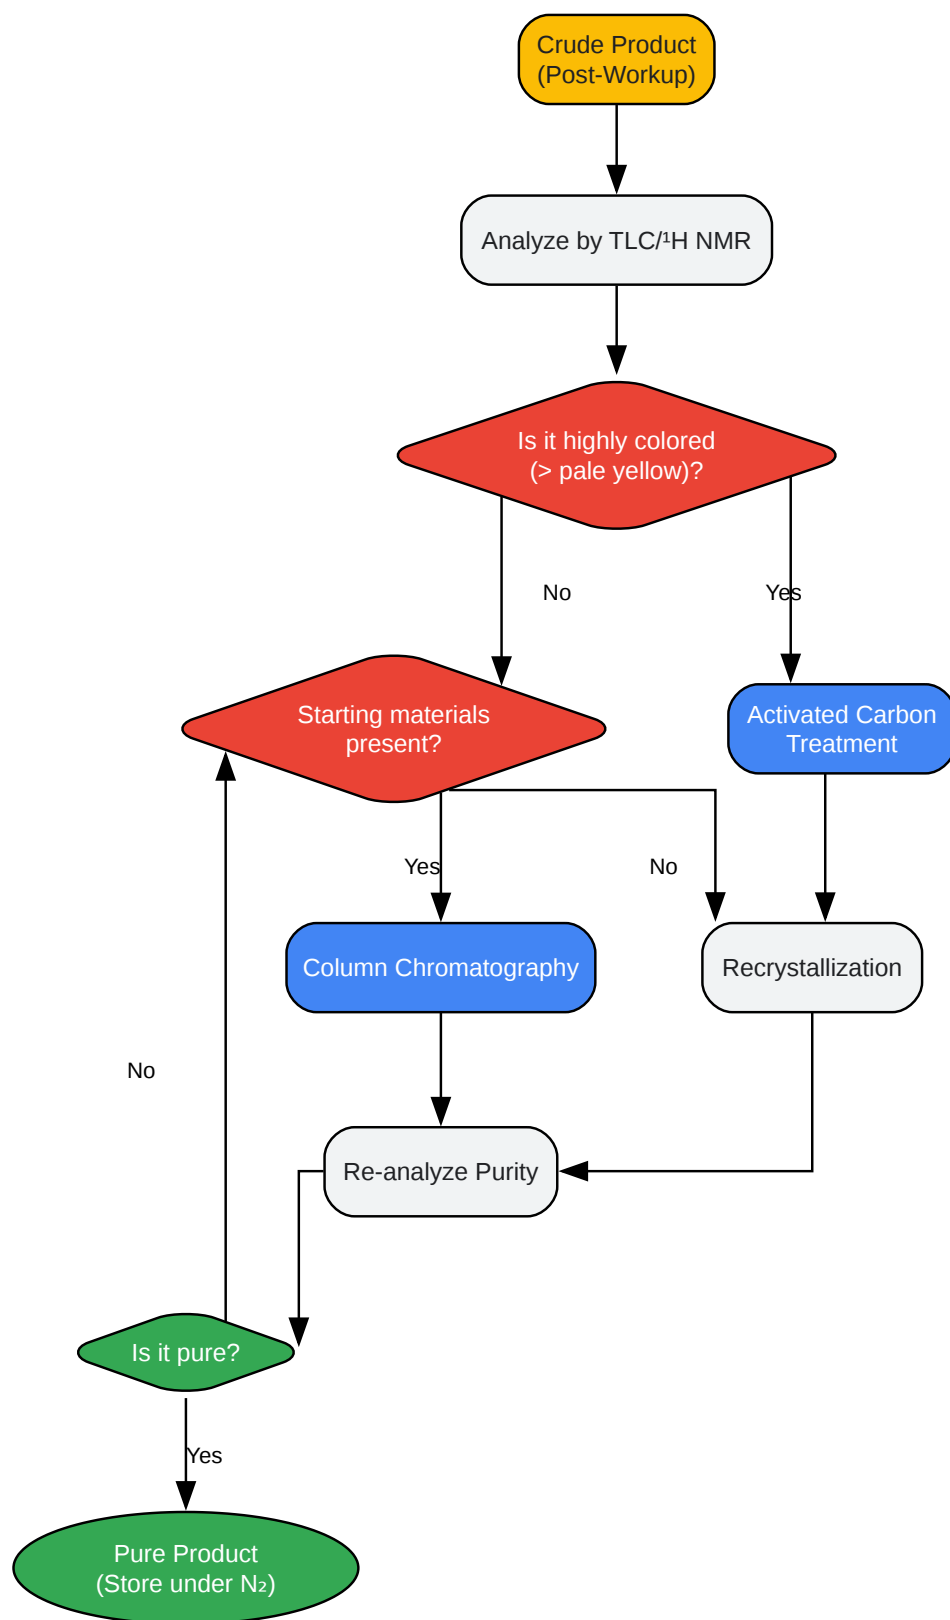 Crude Product
(Post-Workup)
Analyze by TLC/¹H NMR
Is it highly colored
(> pale yellow)?
No
Yes
Starting materials
present?
Activated Carbon
Treatment
Yes
No
Column Chromatography
Recrystallization
No
Re-analyze Purity
Is it pure?
Yes
Pure Product
(Store under N₂)